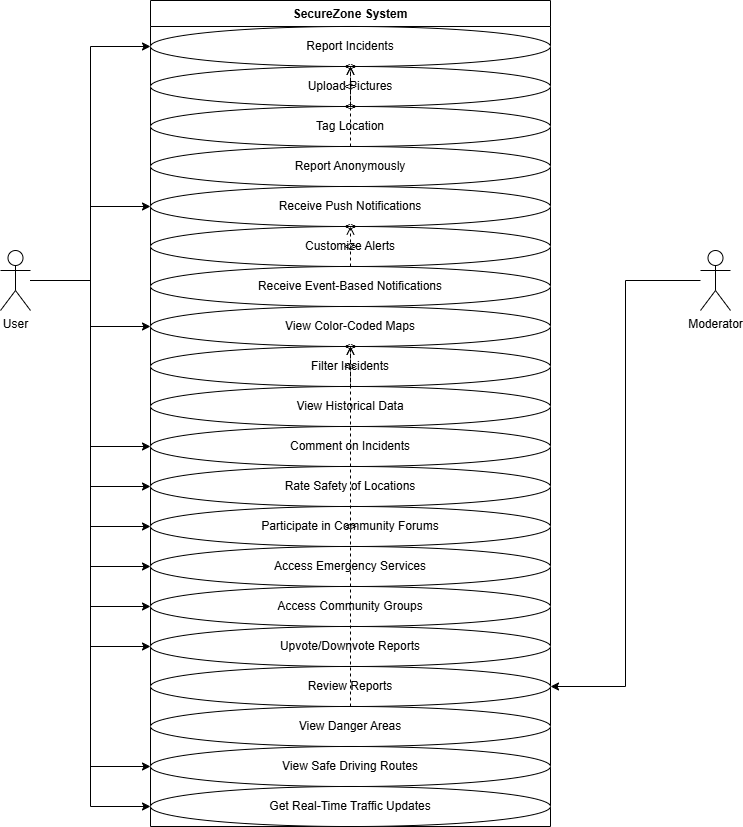 SecureZone System
Report Incidents
Upload Pictures
Tag Location
Report Anonymously
Receive Push Notifications
Customize Alerts
Receive Event-Based Notifications
View Color-Coded Maps
Filter Incidents
View Historical Data
Comment on Incidents
Rate Safety of Locations
Participate in Community Forums
Access Emergency Services
Access Community Groups
Upvote/Downvote Reports
Review Reports
View Danger Areas
View Safe Driving Routes
Get Real-Time Traffic Updates
User
Moderator